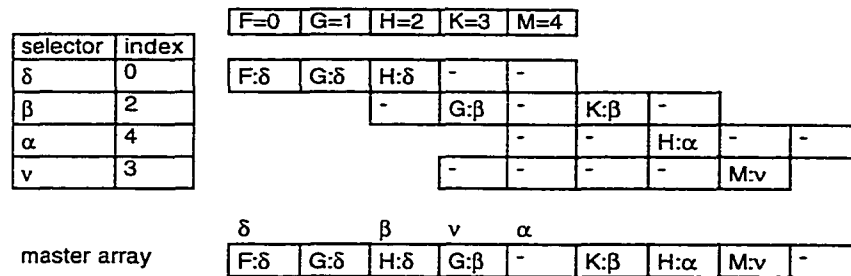 F=0 G=1 H=2 K=3 M=4
selector index
δ 0 F:δ G:δ H:δ - -
β 2 - G:β - K:β -
α 4 - - H:α - -
ν 3 - - - - M:ν
δ β ν α
master array F:δ G:δ H:δ G:β - K:β H:α M:ν -